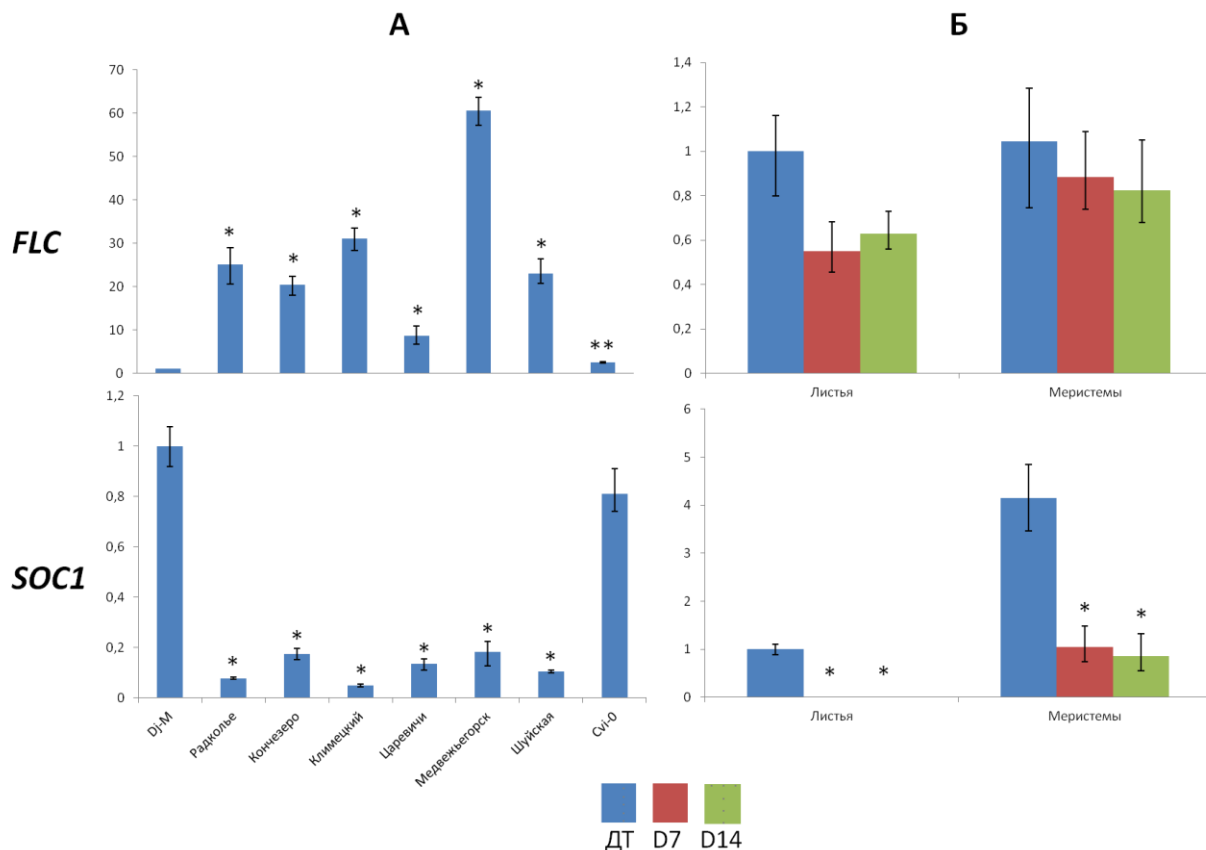 А
Б
FLC
70
60
50
40
30
20
10
0
*
*
*
*
*
*
**
1,4
1,2
1
0,8
0,6
0,4
0,2
0
Листья
Меристемы
SOC1
1,2
1
0,8
0,6
0,4
0,2
0
*
*
*
*
*
*
Dj-M
Радколье
Кончезеро
Климецкий
Царевичи
Медвежьегорск
Шуйская
Cvi-0
6
5
4
3
2
1
0
*
*
*
*
Листья
Меристемы
ДТ
D7
D14